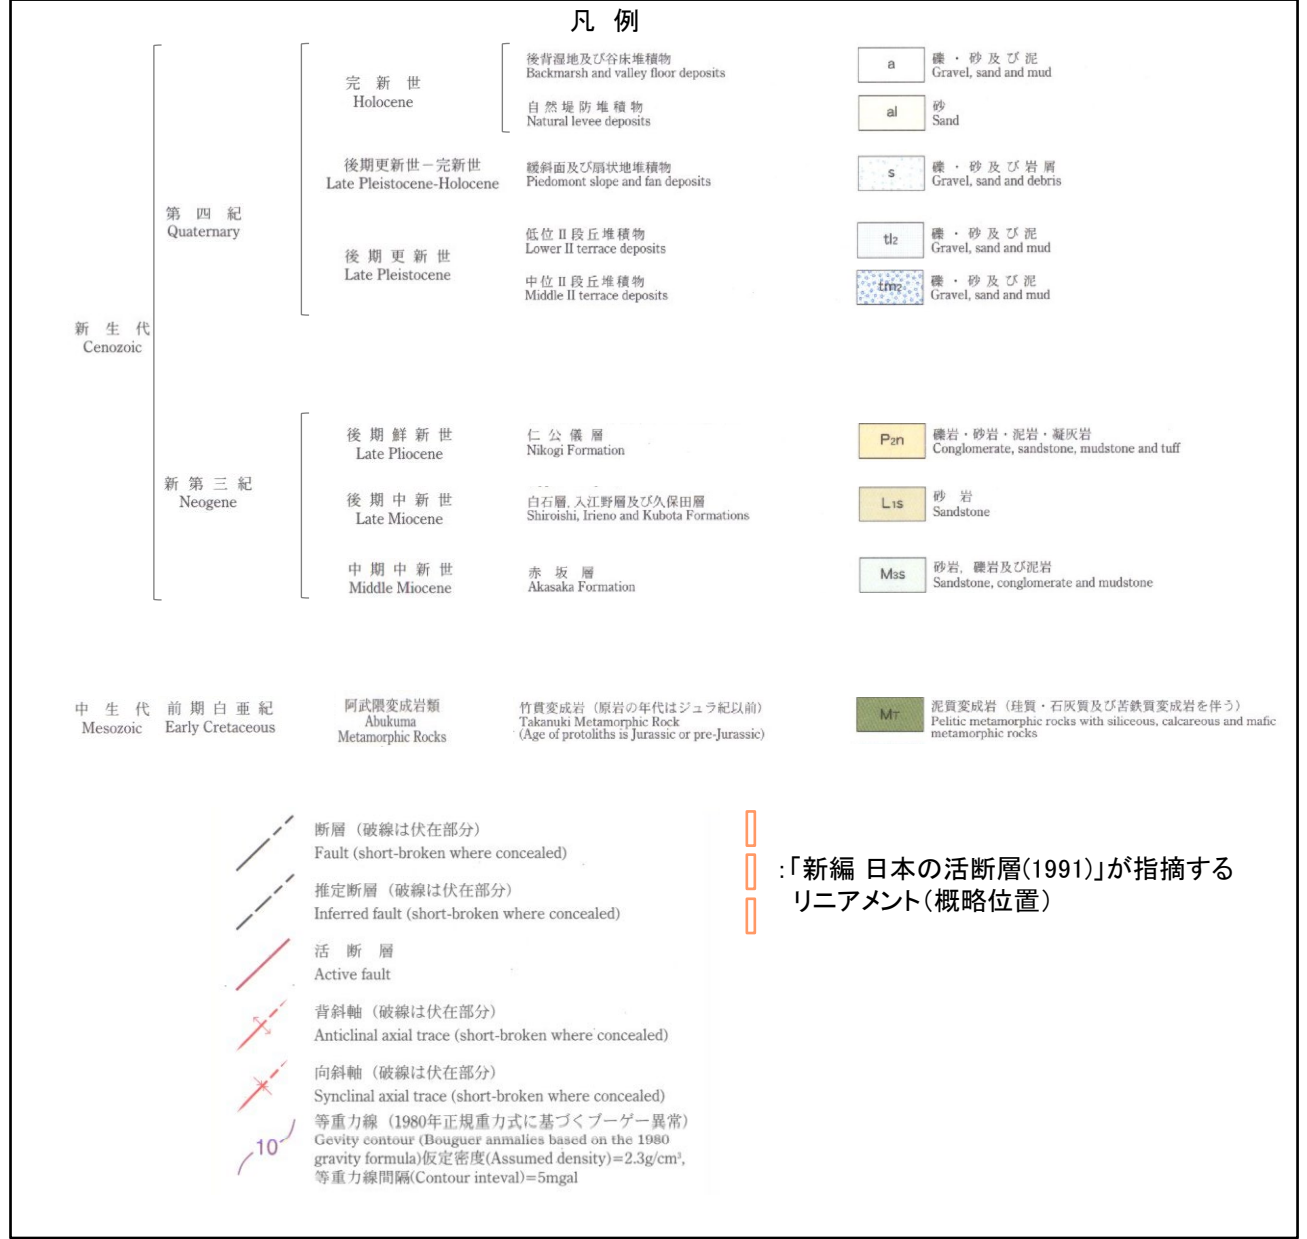 凡 例
新 生 代
Cenozoic
第 四 紀
Quaternary
完 新 世
Holocene
後背湿地及び谷床堆積物
Backmarsh and valley floor deposits
a
礫・砂及び泥
Gravel, sand and mud
自然堤防堆積物
Natural levee deposits
al
砂
Sand
後期更新世－完新世
Late Pleistocene-Holocene
緩斜面及び扇状地堆積物
Piedomont slope and fan deposits
s
礫・砂及び岩屑
Gravel, sand and debris
後 期 更 新 世
Late Pleistocene
低位Ⅱ段丘堆積物
Lower II terrace deposits
tl2
礫・砂及び泥
Gravel, sand and mud
中位Ⅱ段丘堆積物
Middle II terrace deposits
tm2
礫・砂及び泥
Gravel, sand and mud
新 第 三 紀
Neogene
後 期 鮮 新 世
Late Pliocene
仁 公 儀 層
Nikogi Formation
P2n
礫岩・砂岩・泥岩・凝灰岩
Conglomerate, sandstone, mudstone and tuff
後 期 中 新 世
Late Miocene
白石層, 入江野層及び久保田層
Shiroishi, Irieno and Kubota Formations
L1s
砂 岩
Sandstone
中 期 中 新 世
Middle Miocene
赤 坂 層
Akasaka Formation
M3s
砂岩, 礫岩及び泥岩
Sandstone, conglomerate and mudstone
中 生 代
Mesozoic
前 期 白 亜 紀
Early Cretaceous
阿武隈変成岩類
Abukuma
Metamorphic Rocks
竹貫変成岩（原岩の年代はジュラ紀以前）
Takanuki Metamorphic Rock
(Age of protoliths is Jurassic or pre-Jurassic)
MT
泥質変成岩（珪質・石灰質及び苦鉄質変成岩を伴う）
Pelitic metamorphic rocks with siliceous, calcareous and mafic
metamorphic rocks
断層（破線は伏在部分）
Fault (short-broken where concealed)
推定断層（破線は伏在部分）
Inferred fault (short-broken where concealed)
活 断 層
Active fault
背斜軸（破線は伏在部分）
Anticlinal axial trace (short-broken where concealed)
向斜軸（破線は伏在部分）
Synclinal axial trace (short-broken where concealed)
10
等重力線（1980年正規重力式に基づくブーゲー異常）
Gevity contour (Bouguer anmalies based on the 1980
gravity formula)仮定密度(Assumed density)=2.3g/cm³,
等重力線間隔(Contour inteval)=5mgal
:「新編 日本の活断層(1991)」が指摘する
リニアメント（概略位置）